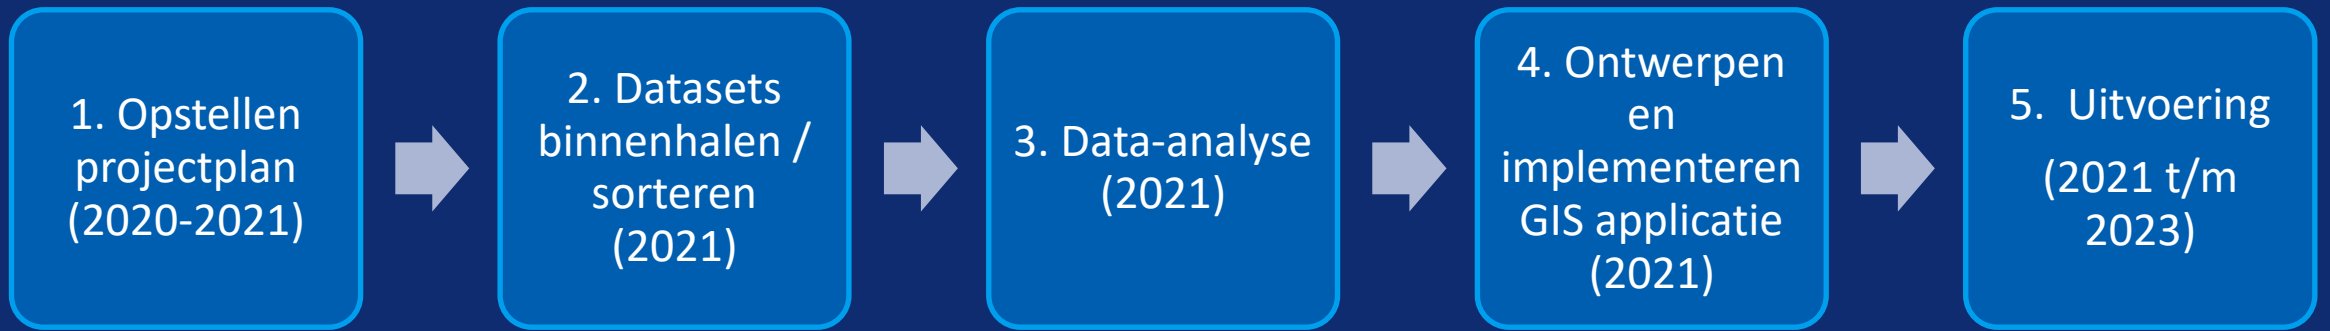 1. Opstellen
projectplan
(2020-2021)
2. Datasets
binnenhalen /
sorteren
(2021)
3. Data-analyse
(2021)
4. Ontwerpen
en
implementeren
GIS applicatie
(2021)
5. Uitvoering
(2021 t/m
2023)